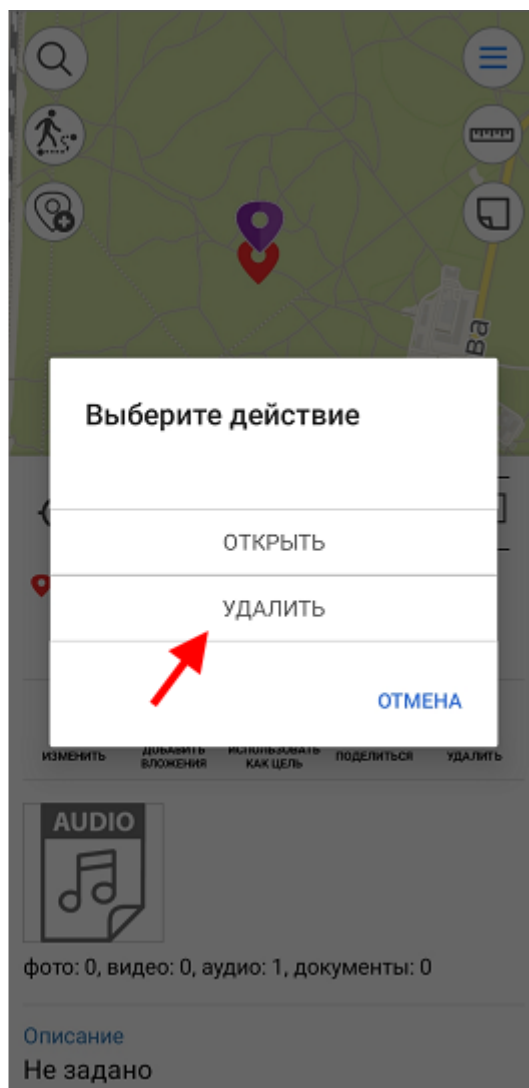 ва
Выберите действие
ОТКРЫТЬ
УДАЛИТЬ
ОТМЕНА
ИЗМЕНИТЬ
ДОБАВИТЬ ВЛОЖЕНИЯ
ИСПОЛЬЗОВАТЬ КАК ЦЕЛЬ
ПОДЕЛИТЬСЯ
УДАЛИТЬ
AUDIO
фото: 0, видео: 0, аудио: 1, документы: 0
Описание
Не задано